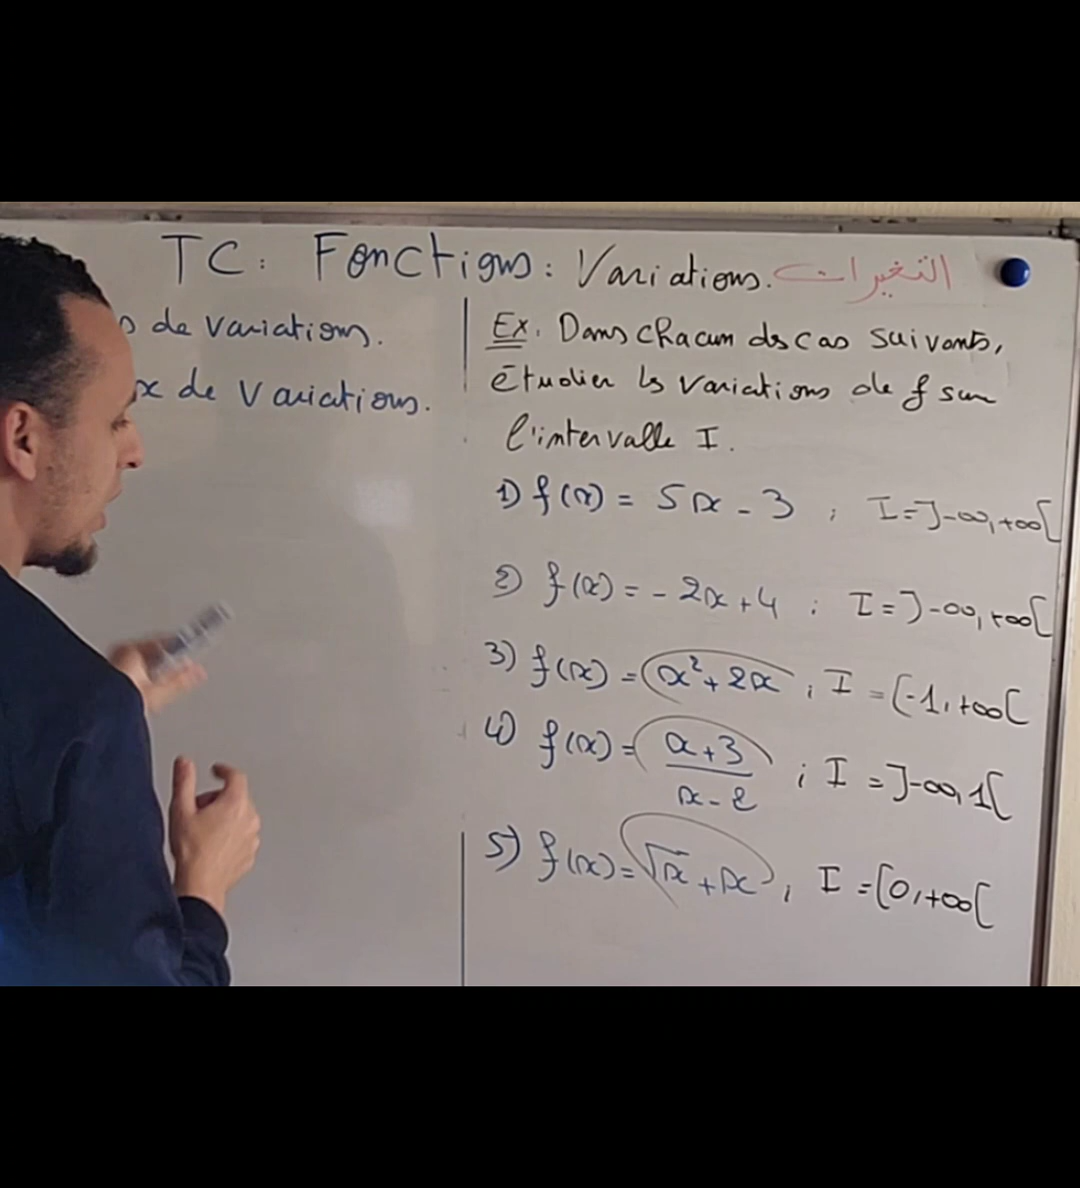 TC: Fonctions: Variations. التغيرات
de variations.
x de Variations.
Ex. Dans chacun des cas suivants,
étudier les variations de f sur
l'intervalle I.
1) f(x) = 5x - 3 ; I=]-∞,+∞[
2) f(x) = -2x+4 ; I=]-∞,+∞[
3) f(x) = x²+2x ; I = [-1,+∞[
4) f(x) = x+3 / x-2 ; I =]-∞,1[
5) f(x) = √x + x ; I =[0,+∞[